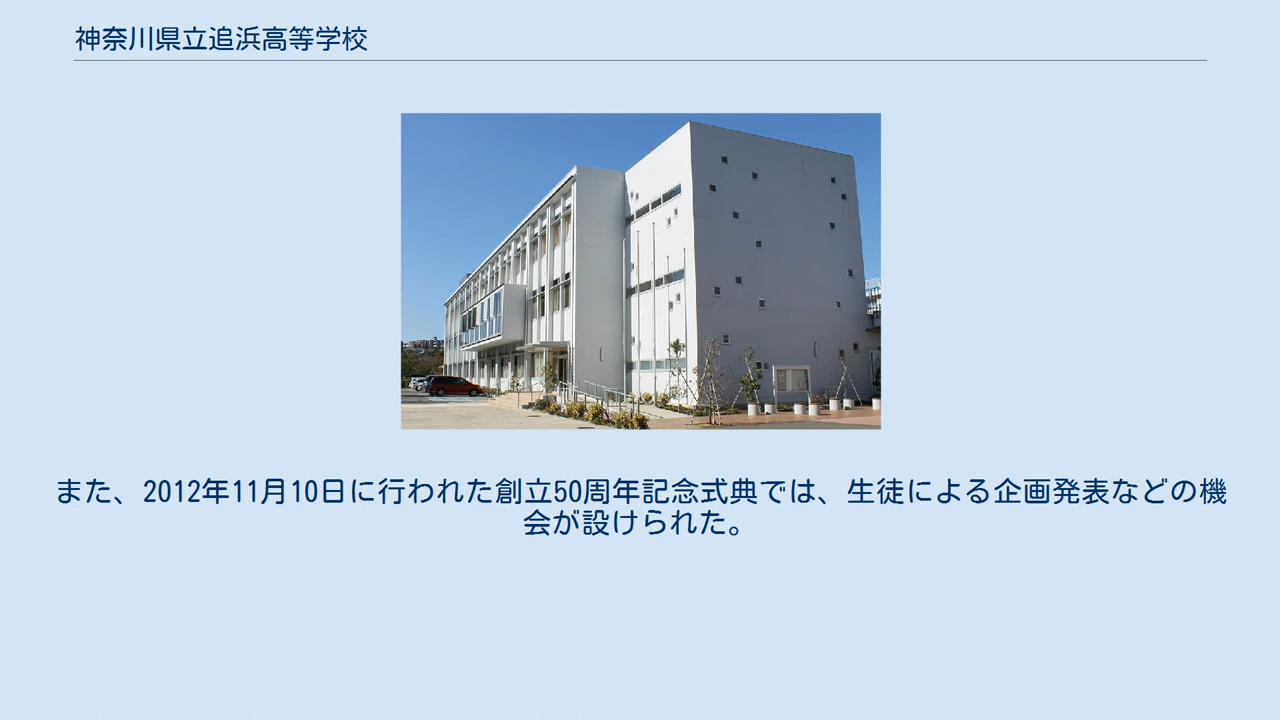 神奈川県立追浜高等学校
また、2012年11月10日に行われた創立50周年記念式典では、生徒による企画発表などの機
会が設けられた。